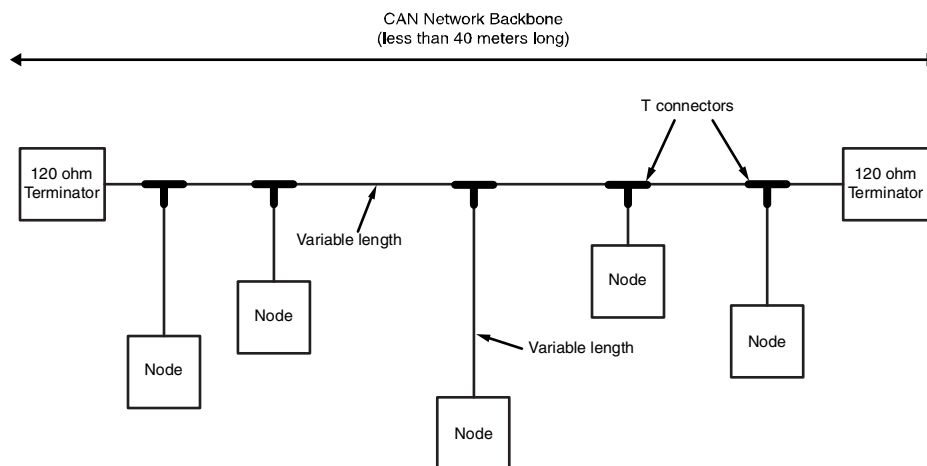 CAN Network Backbone
(less than 40 meters long)
T connectors
120 ohm
Terminator
120 ohm
Terminator
Variable length
Node
Node
Node
Variable length
Node
Node